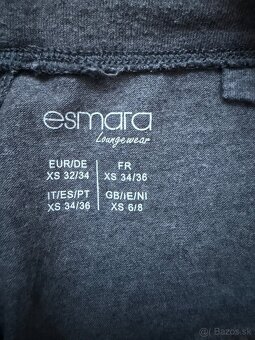 esmara
Loungewear
EUR/DE FR
XS 32/34 XS 34/36
IT/ES/PT GB/IE/NI
XS 34/36 XS 6/8
Bazos.sk